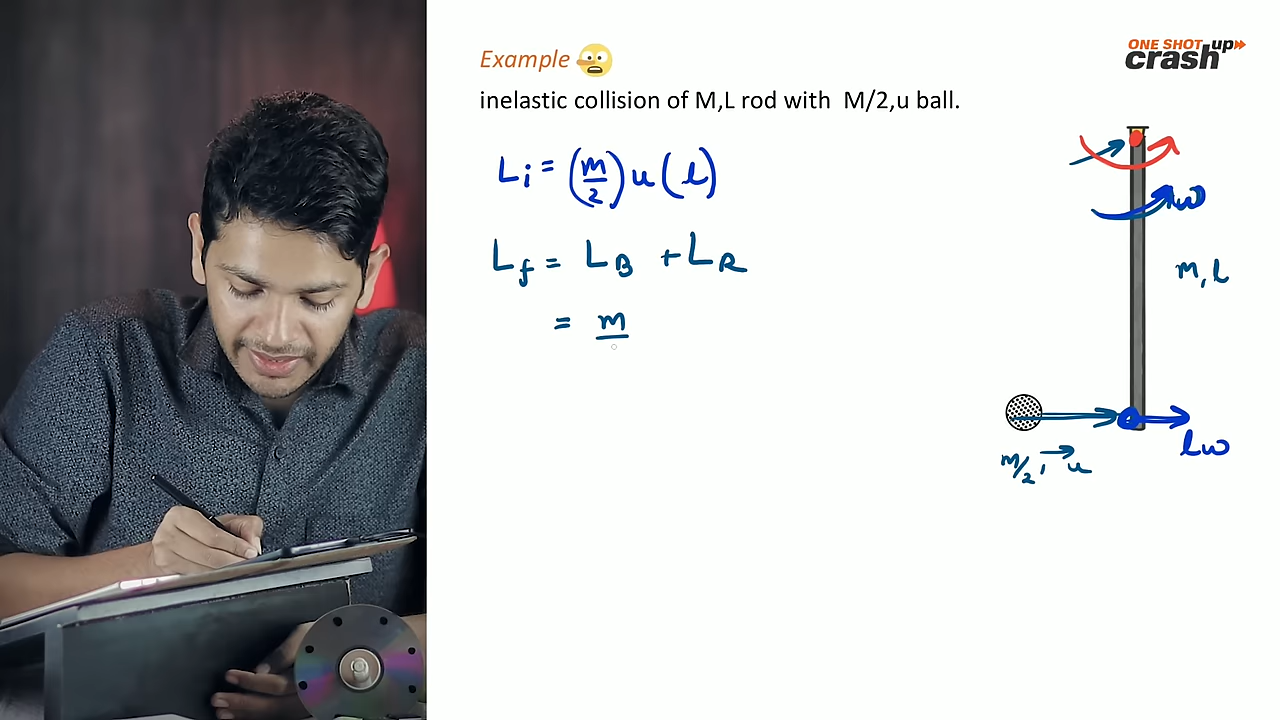 ONE SHOT
crash up
Example
inelastic collision of M,L rod with M/2,u ball.
Li = (m/2) u (l)
Lf = LB + LR
= m
ω
m, l
lω
m/2, u